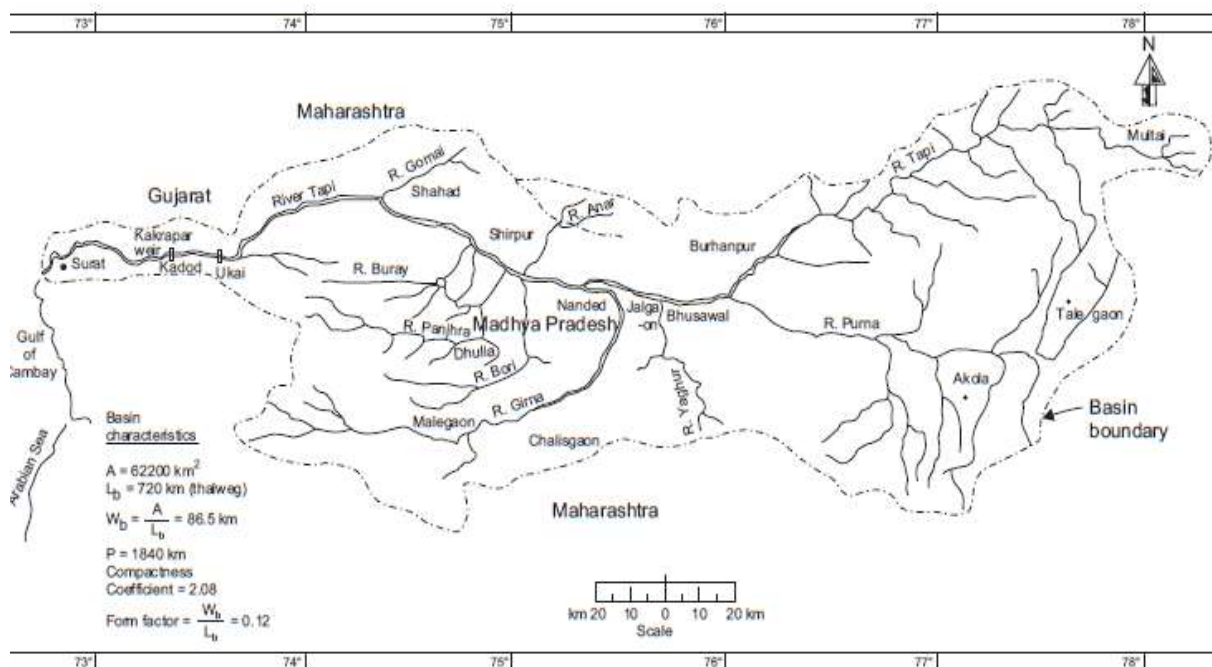 73°
74°
75°
76°
77°
78°
N
Maharashtra
Multai
R. Tapi
R. Gomai
Gujarat
River Tapi
Shahad
R. Anar
Shirpur
Kakrapar
weir
Burhanpur
Surat
Kadod
Ukai
R. Buray
Nanded
Jalga
-on
Bhusawal
Tale gaon
R. Panjhra
Madhya Pradesh
R. Purna
Gulf
of
Cambay
Dhulia
R. Bori
Akola
R. Vaghur
R. Girna
Malegaon
Chalisgaon
Basin
boundary
Basin
characteristics
Arabian Sea
A = 62200 km²
L_b = 720 km (thalweg)
W_b = A / L_b = 86.5 km
Maharashtra
P = 1840 km
Compactness
Coefficient = 2.08
Form factor = W_b / L_b = 0.12
km 20 10 0 10 20 km
Scale
73°
74°
75°
76°
77°
78°